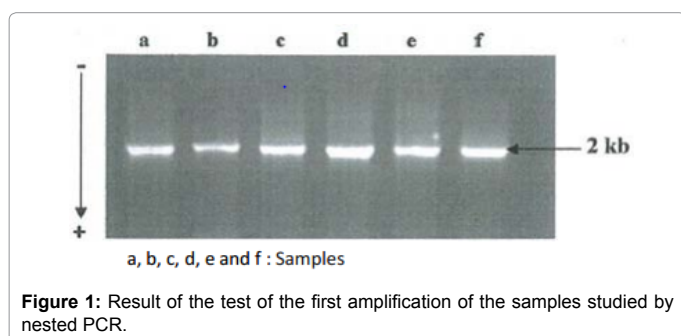 a b c d e f
-
2 kb
+
a, b, c, d, e and f : Samples
Figure 1: Result of the test of the first amplification of the samples studied by
nested PCR.